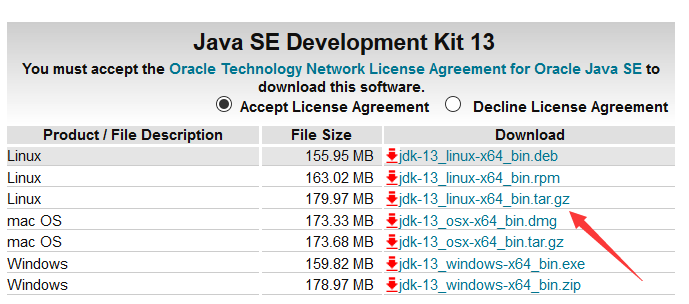 Java SE Development Kit 13
You must accept the Oracle Technology Network License Agreement for Oracle Java SE to
download this software.
Accept License Agreement Decline License Agreement
Product / File Description File Size Download
Linux 155.95 MB jdk-13_linux-x64_bin.deb
Linux 163.02 MB jdk-13_linux-x64_bin.rpm
Linux 179.97 MB jdk-13_linux-x64_bin.tar.gz
mac OS 173.33 MB jdk-13_osx-x64_bin.dmg
mac OS 173.68 MB jdk-13_osx-x64_bin.tar.gz
Windows 159.82 MB jdk-13_windows-x64_bin.exe
Windows 178.97 MB jdk-13_windows-x64_bin.zip